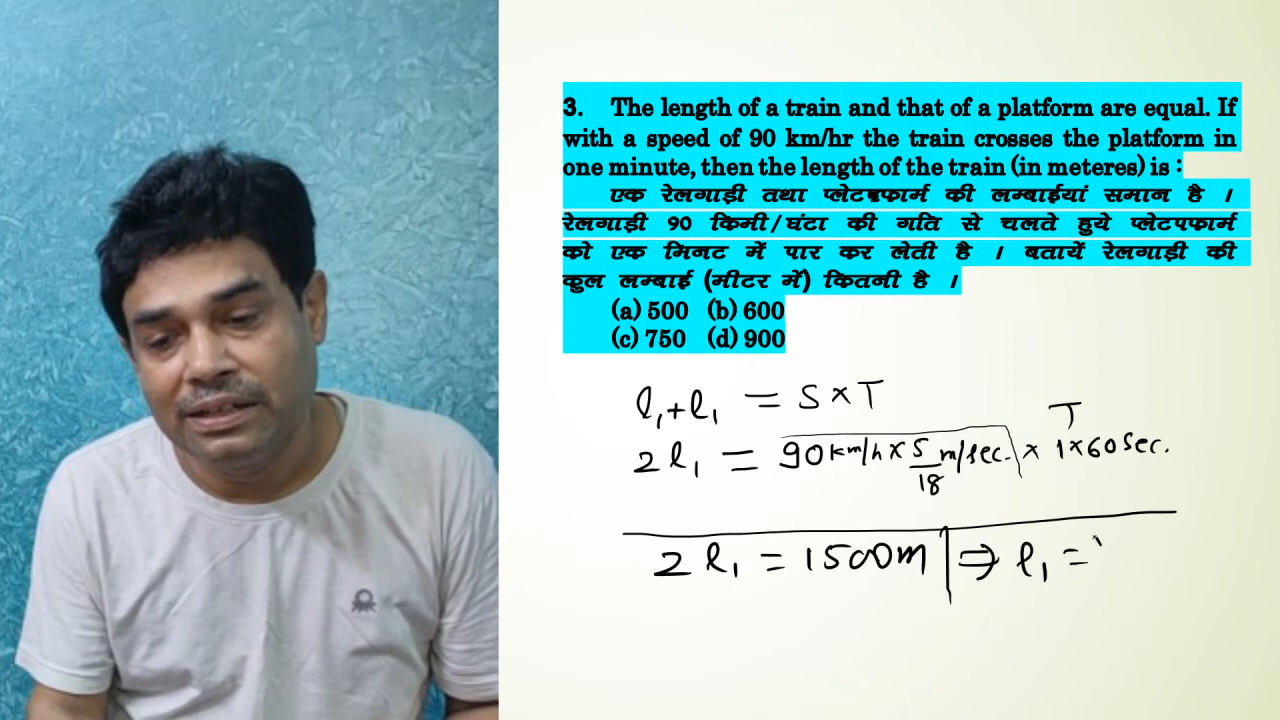 3. The length of a train and that of a platform are equal. If
with a speed of 90 km/hr the train crosses the platform in
one minute, then the length of the train (in meteres) is :
एक रेलगाड़ी तथा प्लेटपफार्म की लम्बाईयां समान है ।
रेलगाड़ी 90 किमी/घंटा की गति से चलते हुये प्लेटपफार्म
को एक मिनट में पार कर लेती है । बतायें रेलगाड़ी की
कुल लम्बाई (मीटर में) कितनी है ।
(a) 500 (b) 600
(c) 750 (d) 900
l₁+l₁ = S×T
T
2l₁ = 90km/h × 5/18 m/sec. × 1×60sec.
2l₁ = 1500m ⇒ l₁ =